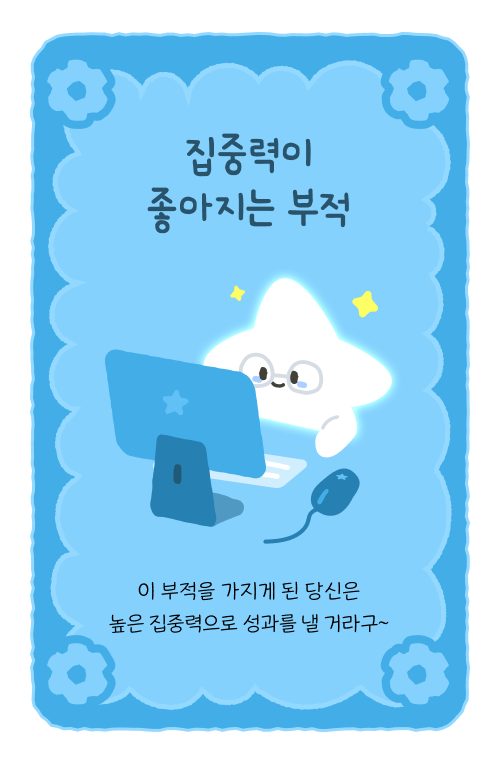 집중력이
좋아지는 부적
이 부적을 가지게 된 당신은
높은 집중력으로 성과를 낼 거라구~